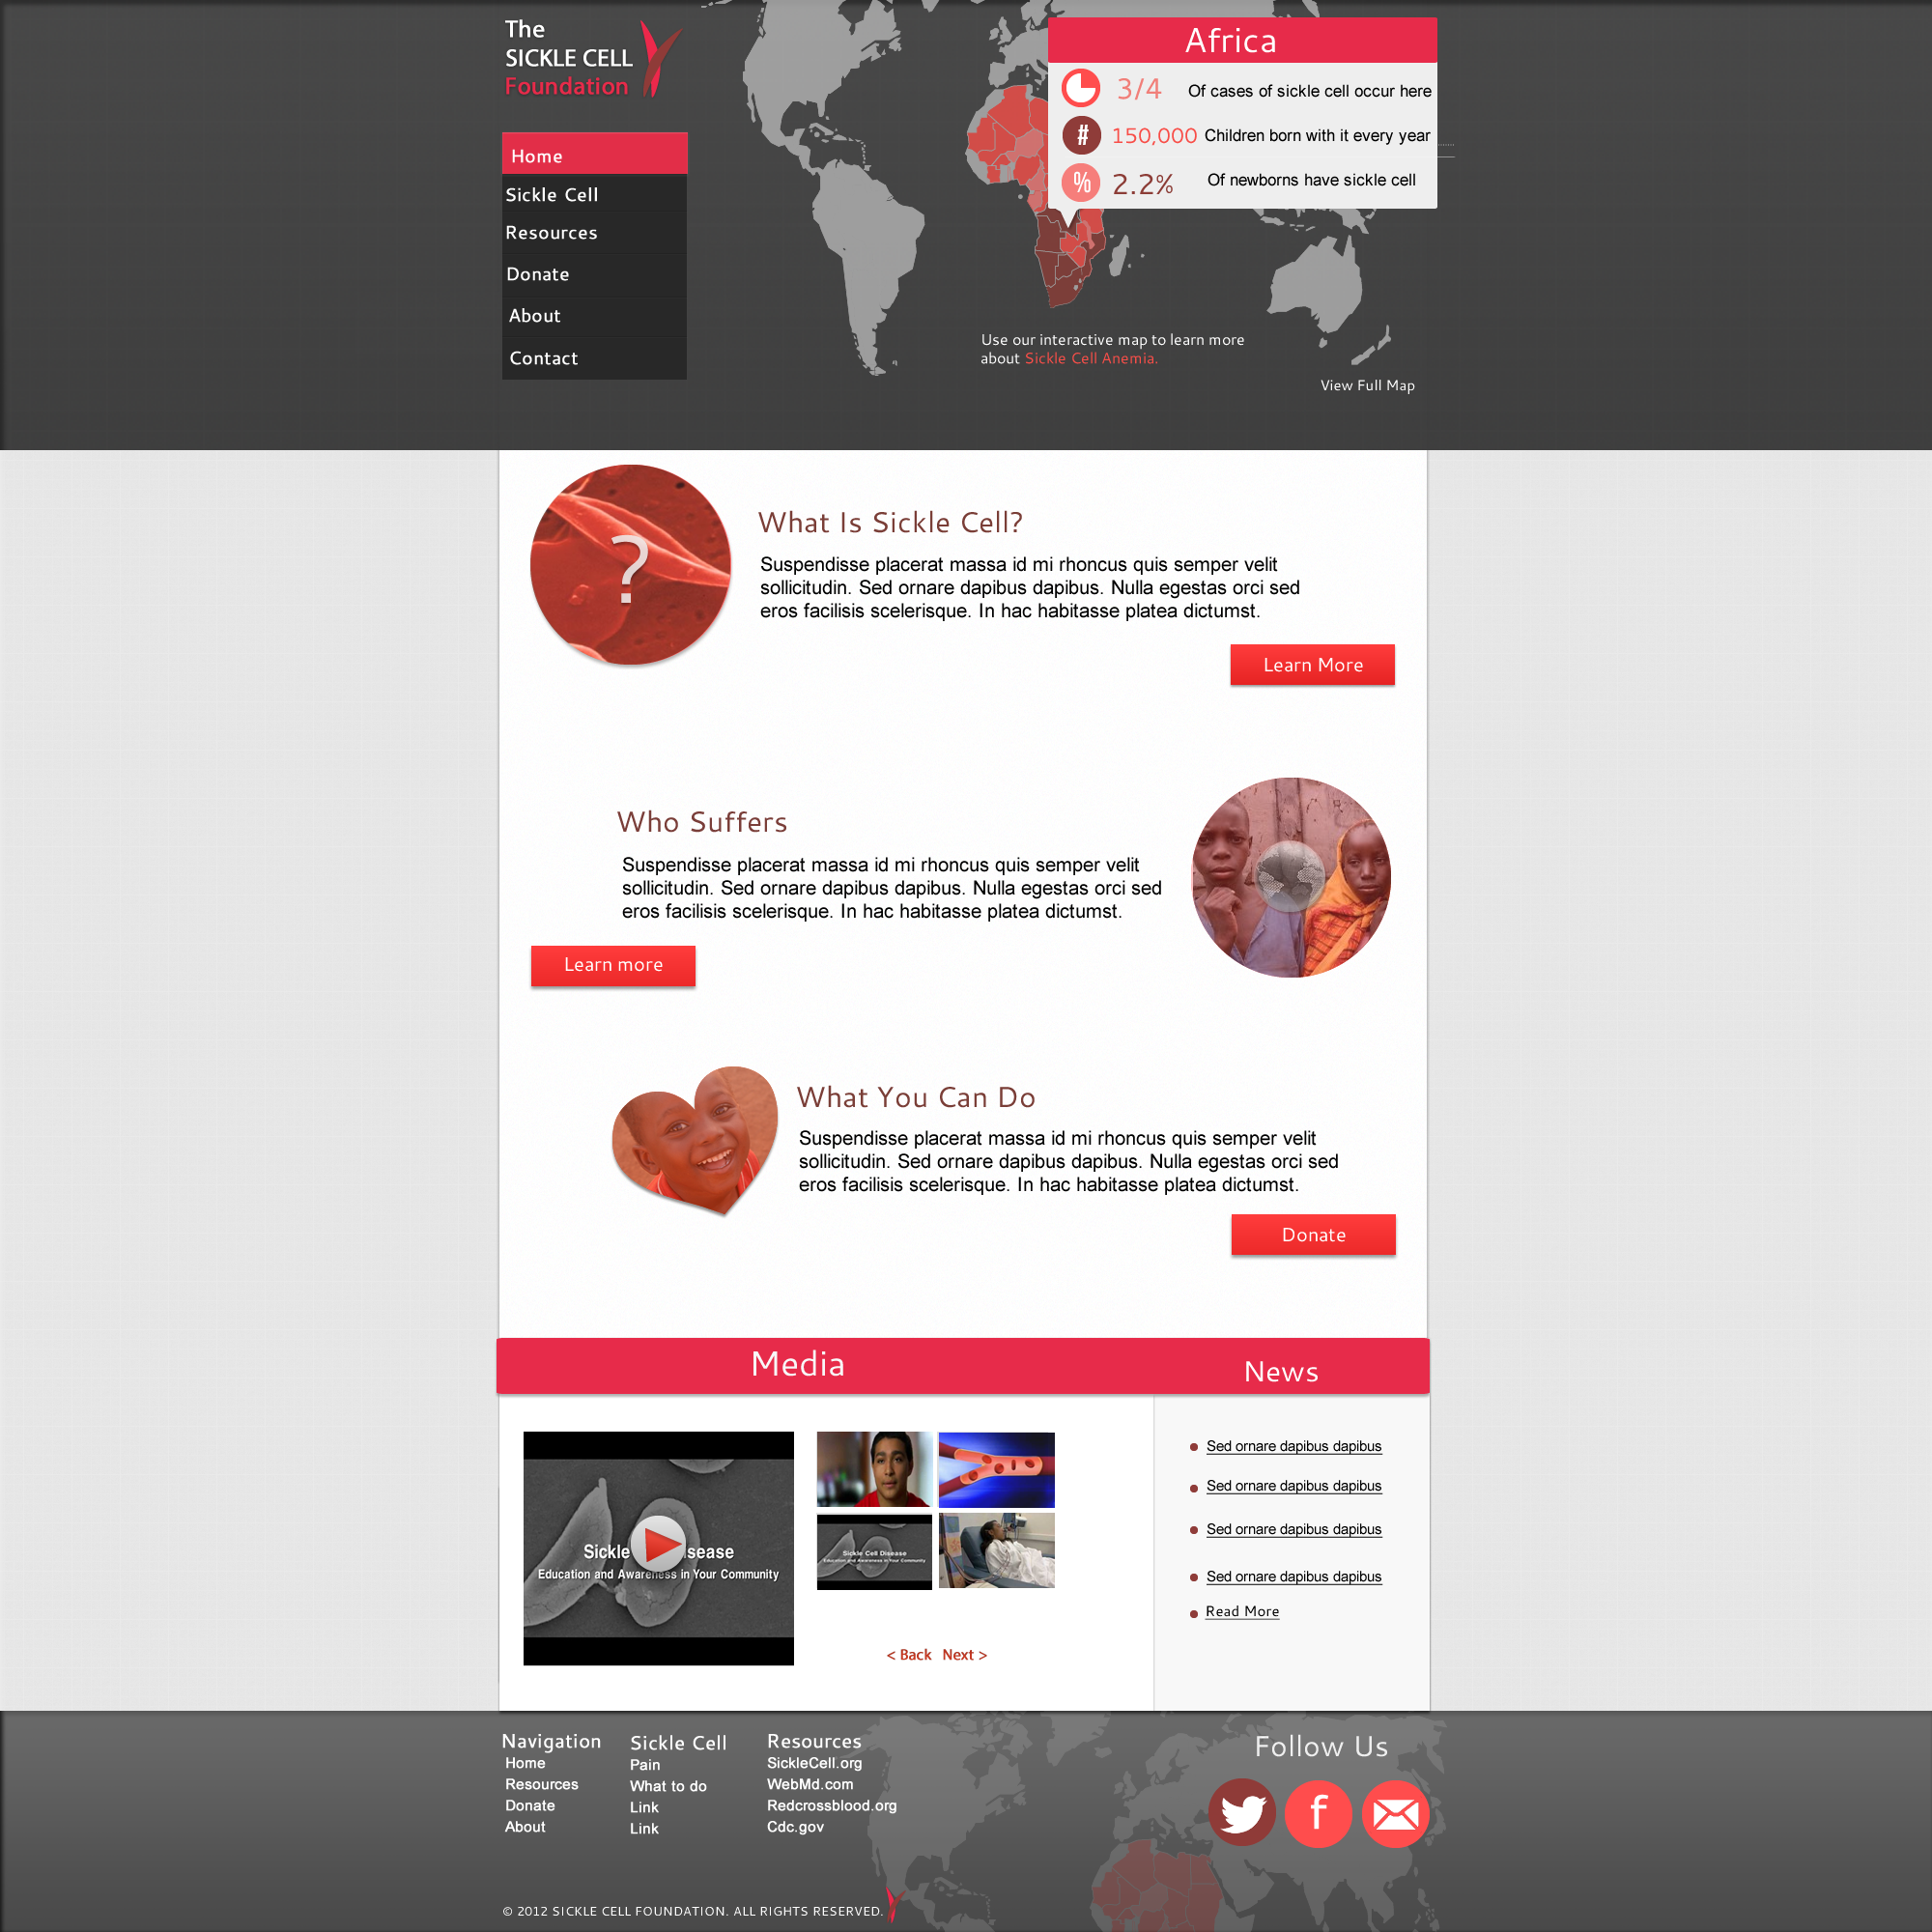 The
SICKLE CELL
Foundation
Home
Sickle Cell
Resources
Donate
About
Contact
Africa
3/4 Of cases of sickle cell occur here
# 150,000 Children born with it every year
% 2.2% Of newborns have sickle cell
Use our interactive map to learn more
about Sickle Cell Anemia.
View Full Map
?
What Is Sickle Cell?
Suspendisse placerat massa id mi rhoncus quis semper velit
sollicitudin. Sed ornare dapibus dapibus. Nulla egestas orci sed
eros facilisis scelerisque. In hac habitasse platea dictumst.
Learn More
Who Suffers
Suspendisse placerat massa id mi rhoncus quis semper velit
sollicitudin. Sed ornare dapibus dapibus. Nulla egestas orci sed
eros facilisis scelerisque. In hac habitasse platea dictumst.
Learn more
What You Can Do
Suspendisse placerat massa id mi rhoncus quis semper velit
sollicitudin. Sed ornare dapibus dapibus. Nulla egestas orci sed
eros facilisis scelerisque. In hac habitasse platea dictumst.
Donate
Media
Sickle sease
Education and Awareness in Your Community
Sickle Cell Disease
Education and Awareness in Your Community
< Back Next >
News
Sed ornare dapibus dapibus
Sed ornare dapibus dapibus
Sed ornare dapibus dapibus
Sed ornare dapibus dapibus
Read More
Navigation
Home
Resources
Donate
About
Sickle Cell
Pain
What to do
Link
Link
Resources
SickleCell.org
WebMd.com
Redcrossblood.org
Cdc.gov
Follow Us
f
© 2012 SICKLE CELL FOUNDATION. ALL RIGHTS RESERVED.